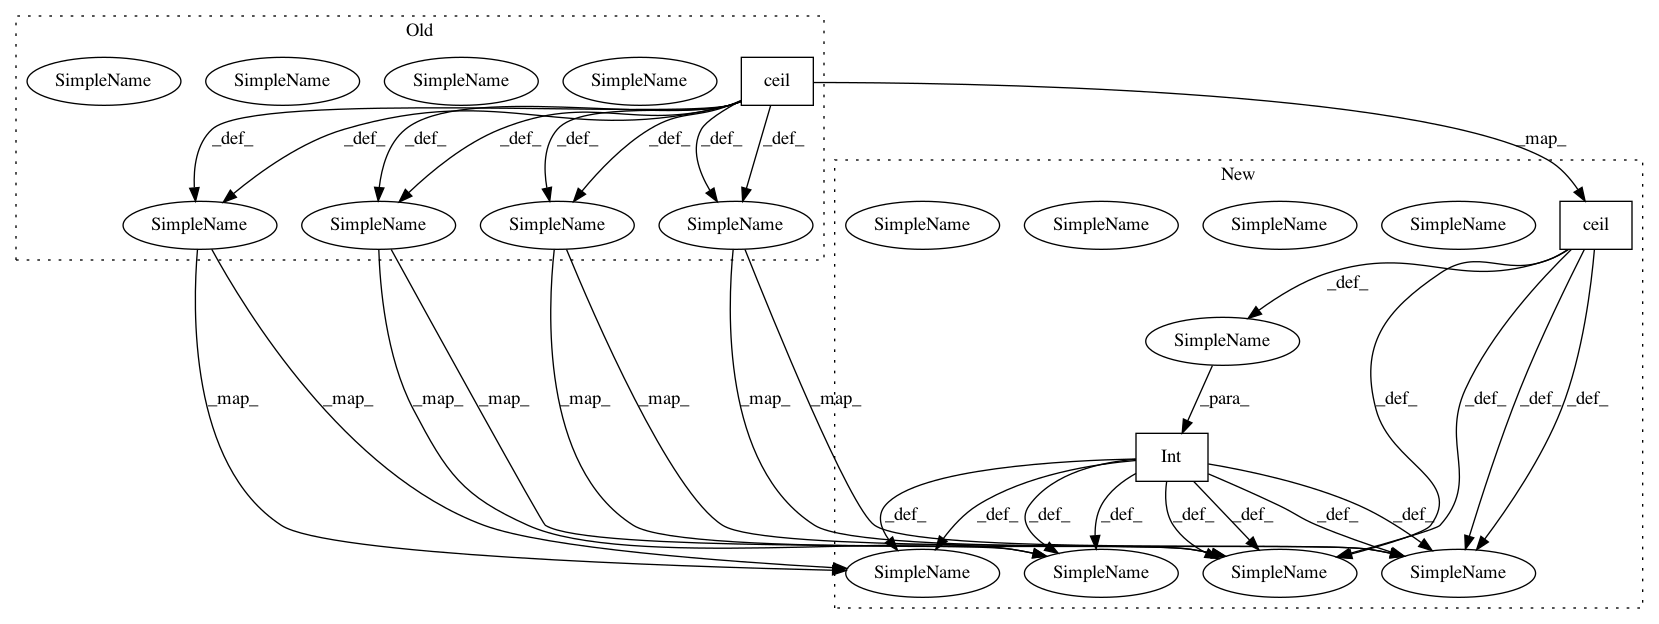 Old
SimpleName SimpleName SimpleName SimpleName ceil
_def_ _def_ _def_ _def_ _def_ _def_ _def_ _def_ _map_
New
SimpleName SimpleName SimpleName SimpleName SimpleName SimpleName SimpleName SimpleName ceil
_def_
SimpleName
_map_ _map_ _map_ _map_ _map_ _map_ _map_ _map_ _para_ _def_ _def_ _def_ _def_
Int
_def_ _def_ _def_ _def_ _def_ _def_ _def_ _def_
SimpleName SimpleName SimpleName SimpleName